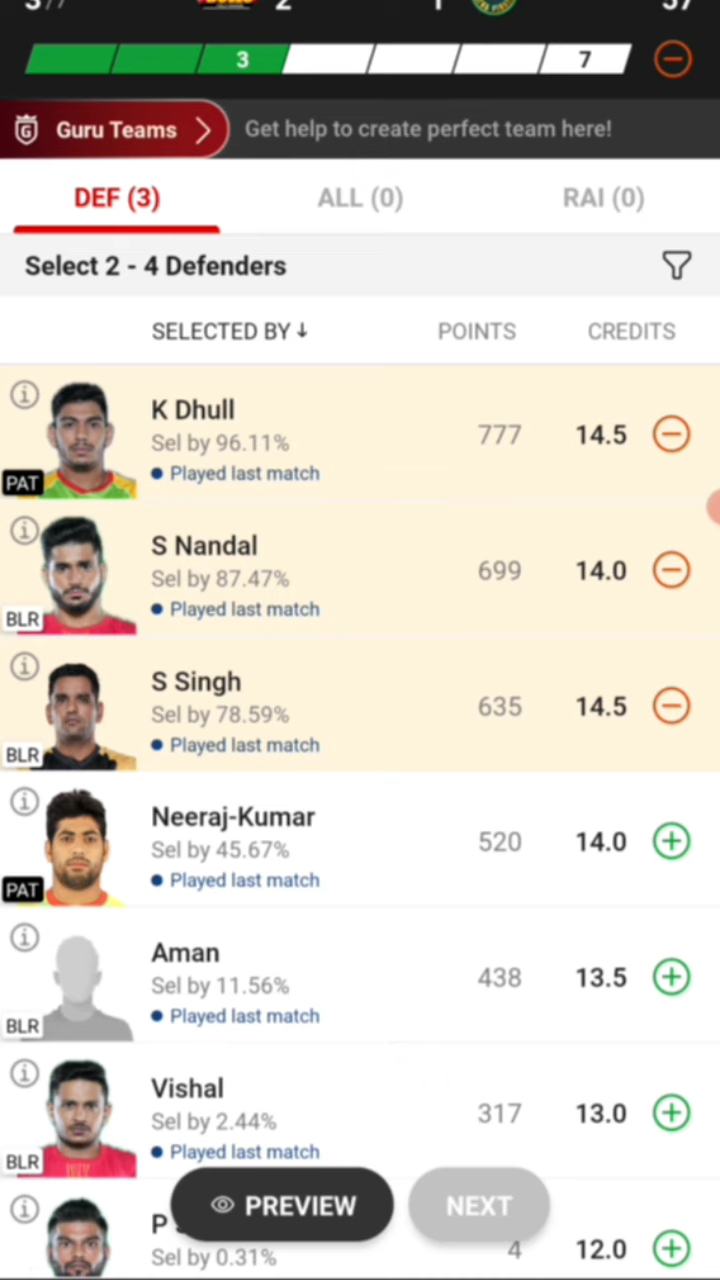 3/7 2 1 57
3 7
Guru Teams Get help to create perfect team here!
DEF (3) ALL (0) RAI (0)
Select 2 - 4 Defenders
SELECTED BY ↓ POINTS CREDITS
K Dhull
Sel by 96.11% 777 14.5
Played last match
PAT
S Nandal
Sel by 87.47% 699 14.0
Played last match
BLR
S Singh
Sel by 78.59% 635 14.5
Played last match
BLR
Neeraj-Kumar
Sel by 45.67% 520 14.0
Played last match
PAT
Aman
Sel by 11.56% 438 13.5
Played last match
BLR
Vishal
Sel by 2.44% 317 13.0
Played last match
BLR
PREVIEW NEXT
P
Sel by 0.31% 4 12.0